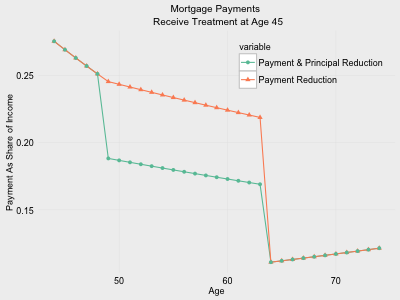 Mortgage Payments
Receive Treatment at Age 45
variable
Payment & Principal Reduction
Payment Reduction
Payment As Share of Income
0.25
0.20
0.15
50
60
70
Age